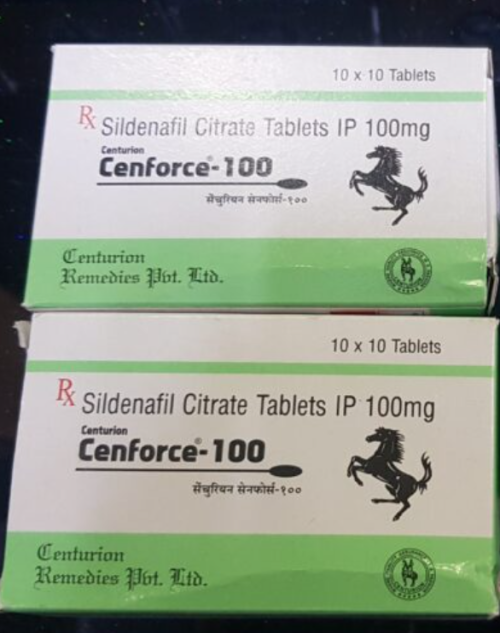 10 x 10 Tablets
Rx Sildenafil Citrate Tablets IP 100mg
Centurion
Cenforce®-100
सेंचुरियन सेनफोर्स-१००
Centurion
Remedies Pvt. Ltd.
10 x 10 Tablets
Rx Sildenafil Citrate Tablets IP 100mg
Centurion
Cenforce®-100
सेंचुरियन सेनफोर्स-१००
Centurion
Remedies Pvt. Ltd.